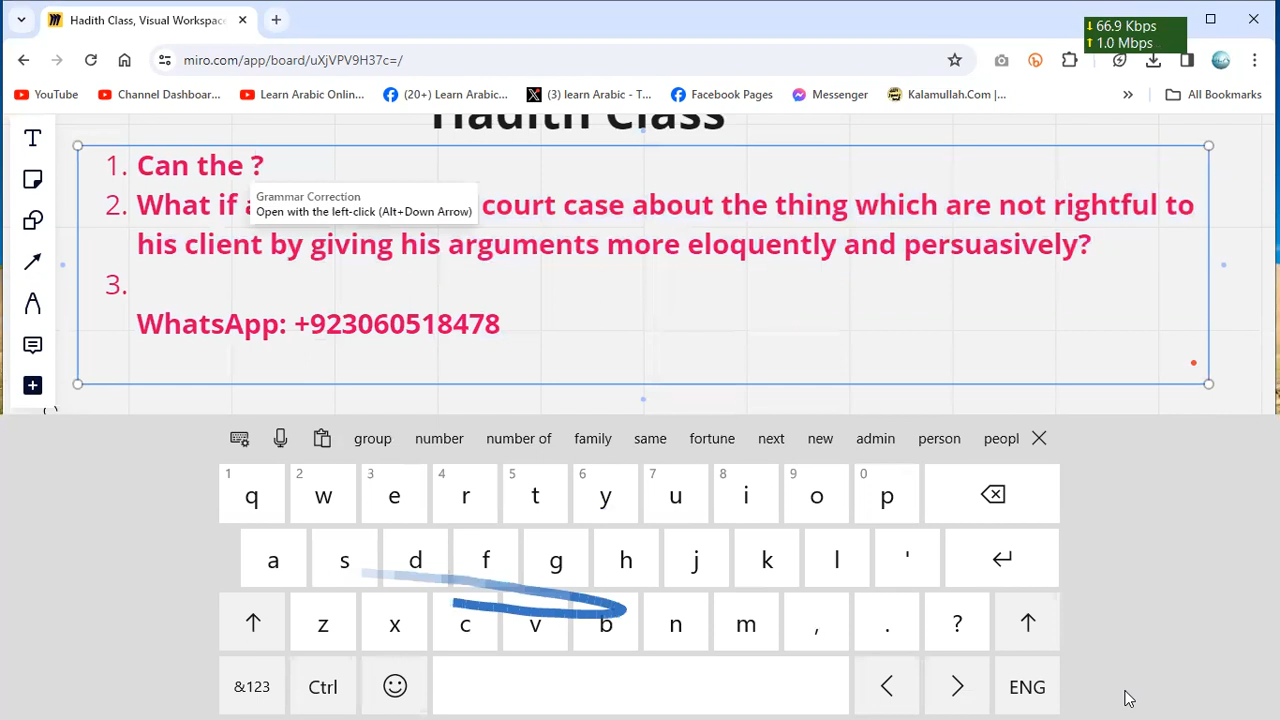 Hadith Class, Visual Workspac
66.9 Kbps
1.0 Mbps
miro.com/app/board/uXjVPV9H37c=/
YouTube
Channel Dashboar...
Learn Arabic Onlin...
(20+) Learn Arabic...
(3) learn Arabic - T...
Facebook Pages
Messenger
Kalamullah.Com |...
»
All Bookmarks
Hadith Class
1. Can the ?
Grammar Correction
Open with the left-click (Alt+Down Arrow)
2. What if a court case about the thing which are not rightful to
his client by giving his arguments more eloquently and persuasively?
3.
WhatsApp: +923060518478
group number number of family same fortune next new admin person peopl
1 2 3 4 5 6 7 8 9 0
q w e r t y u i o p
a s d f g h j k l '
z x c v b n m , . ?
&123 Ctrl ENG